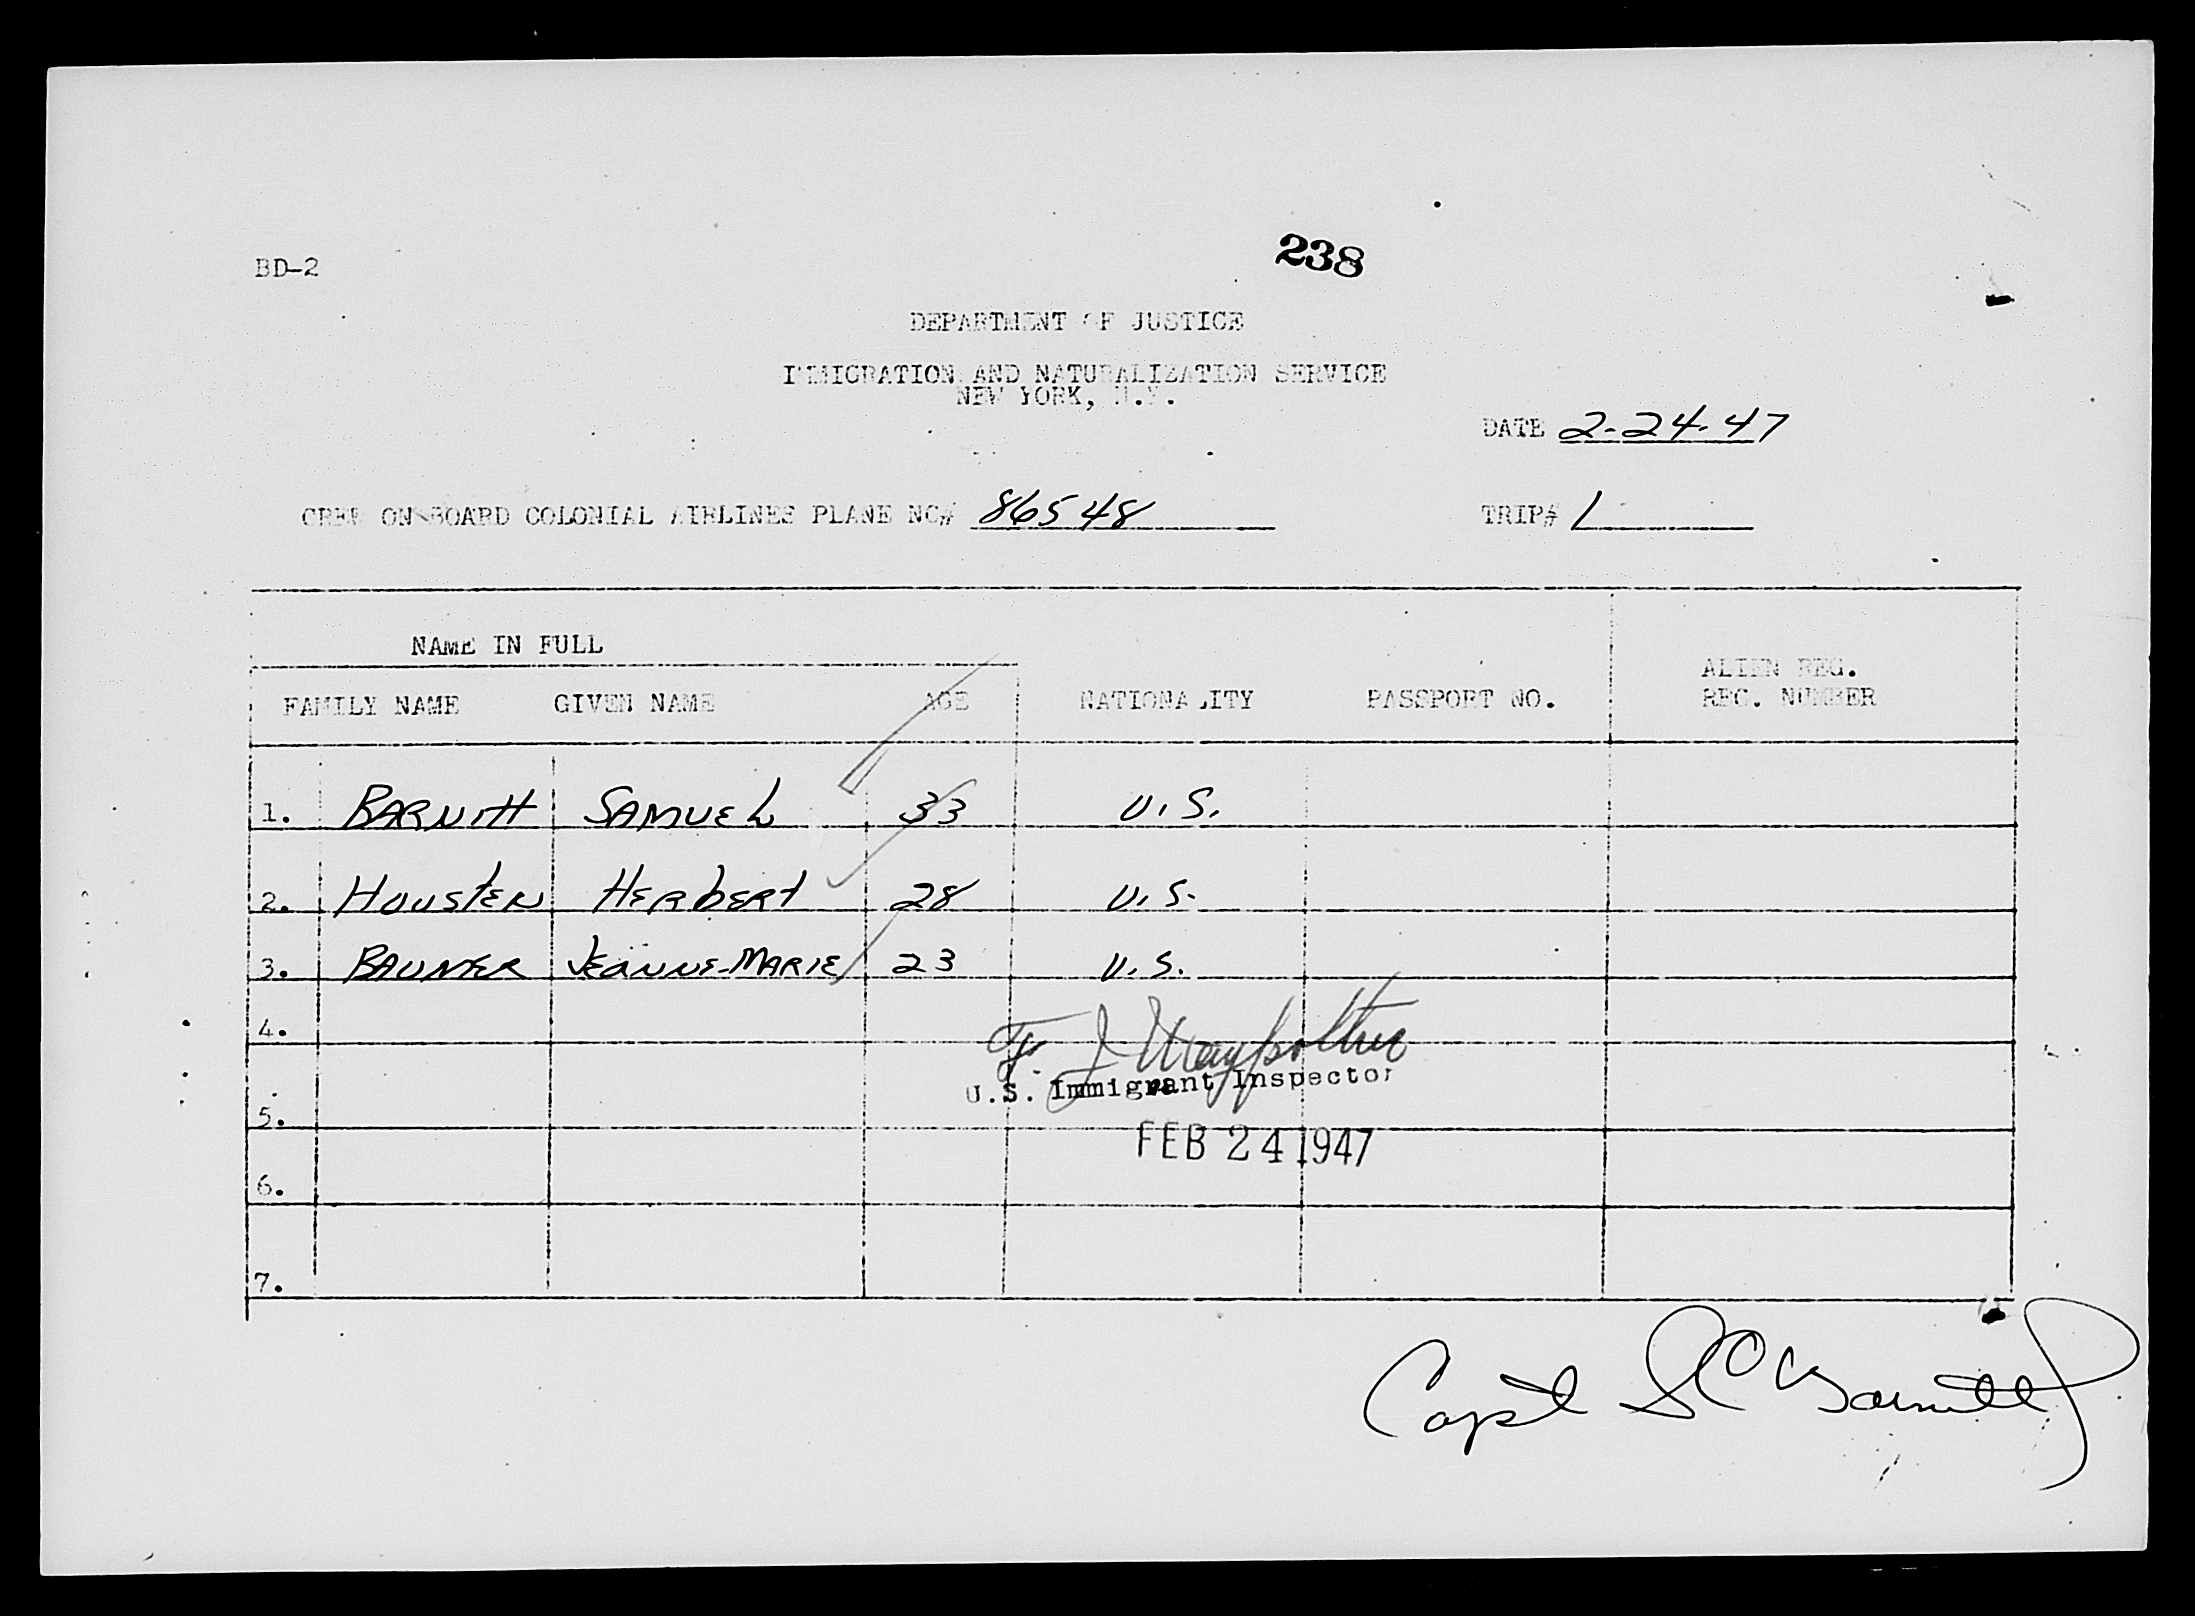 238
BD-2
DEPARTMENT OF JUSTICE
IMMIGRATION AND NATURALIZATION SERVICE
NEW YORK, N.Y.
DATE 2-24-47
CREW ON BOARD COLONIAL AIRLINES PLANE NO# 86548 TRIP# 1
NAME IN FULL
FAMILY NAME GIVEN NAME AGE NATIONALITY PASSPORT NO. ALIEN REG.
REC. NUMBER
1. BARNITT SAMUEL 33 U.S.
2. HOUSTEN HERBERT 28 U.S.
3. JEANNE-MARIE 23 U.S.
4.
U.S. Immigrant Inspector
5.
FEB 24 1947
6.
7.
Capt S C Barnitt